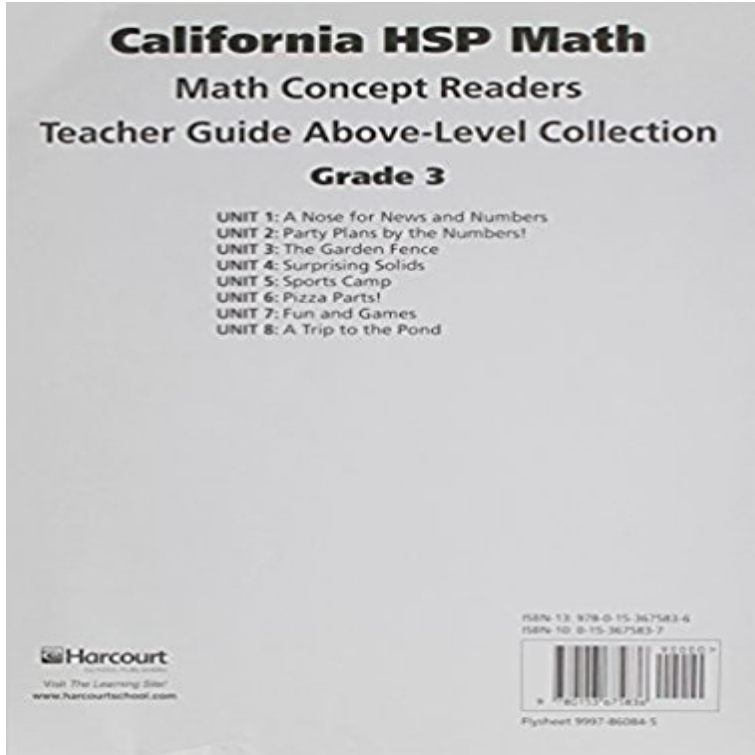 California HSP Math
Math Concept Readers
Teacher Guide Above-Level Collection
Grade 3
UNIT 1: A Nose for News and Numbers
UNIT 2: Party Plans by the Numbers!
UNIT 3: The Garden Fence
UNIT 4: Surprising Solids
UNIT 5: Sports Camp
UNIT 6: Pizza Parts!
UNIT 7: Fun and Games
UNIT 8: A Trip to the Pond
ISBN-13: 978-0-15-367583-6
ISBN-10: 0-15-367583-7
90000>
Harcourt
Visit The Learning Site!
www.harcourtschool.com
9 780153 675836
Flysheet 9997-86084-5